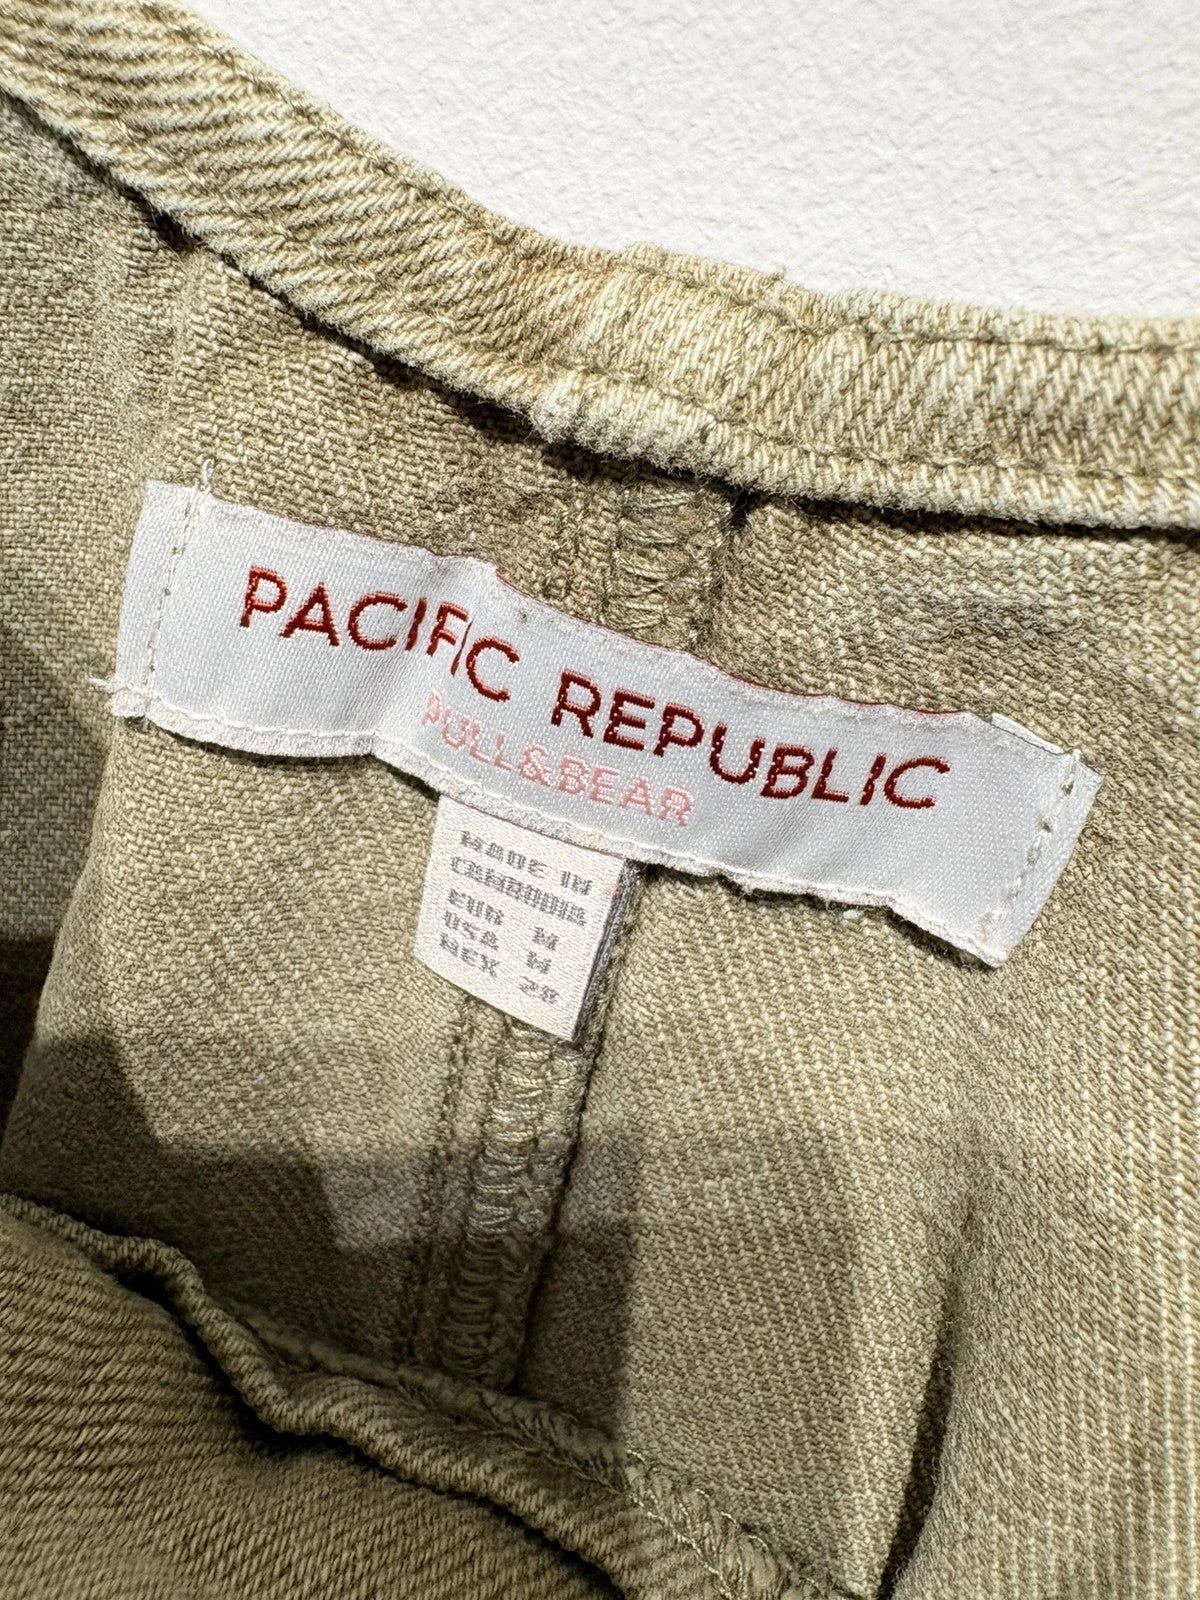 PACIFIC REPUBLIC
PULL&BEAR
MADE IN
CAMBODIA
EUR M
USA M
MEX 28